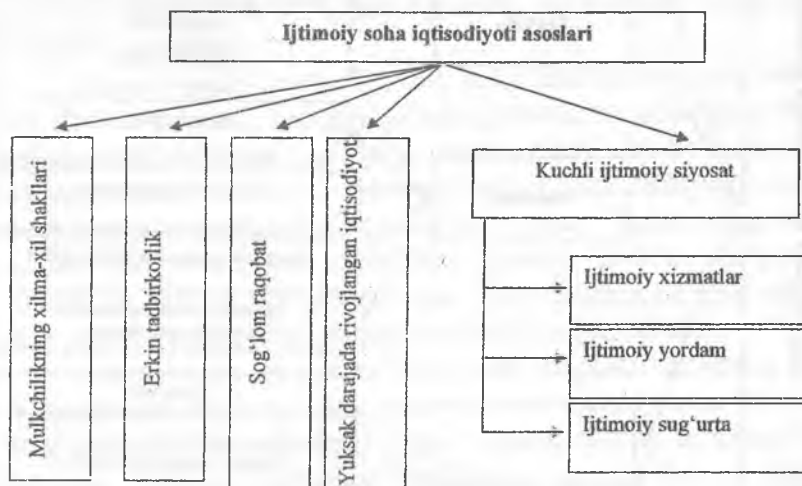 Ijtimoiy soha iqtisodiyoti asoslari
Mulkchilikning xilma-xil shakllari
Erkin tadbirkorlik
Sog‘lom raqobat
Yuksak darajada rivojlangan iqtisodiyot
Kuchli ijtimoiy siyosat
Ijtimoiy xizmatlar
Ijtimoiy yordam
Ijtimoiy sug‘urta